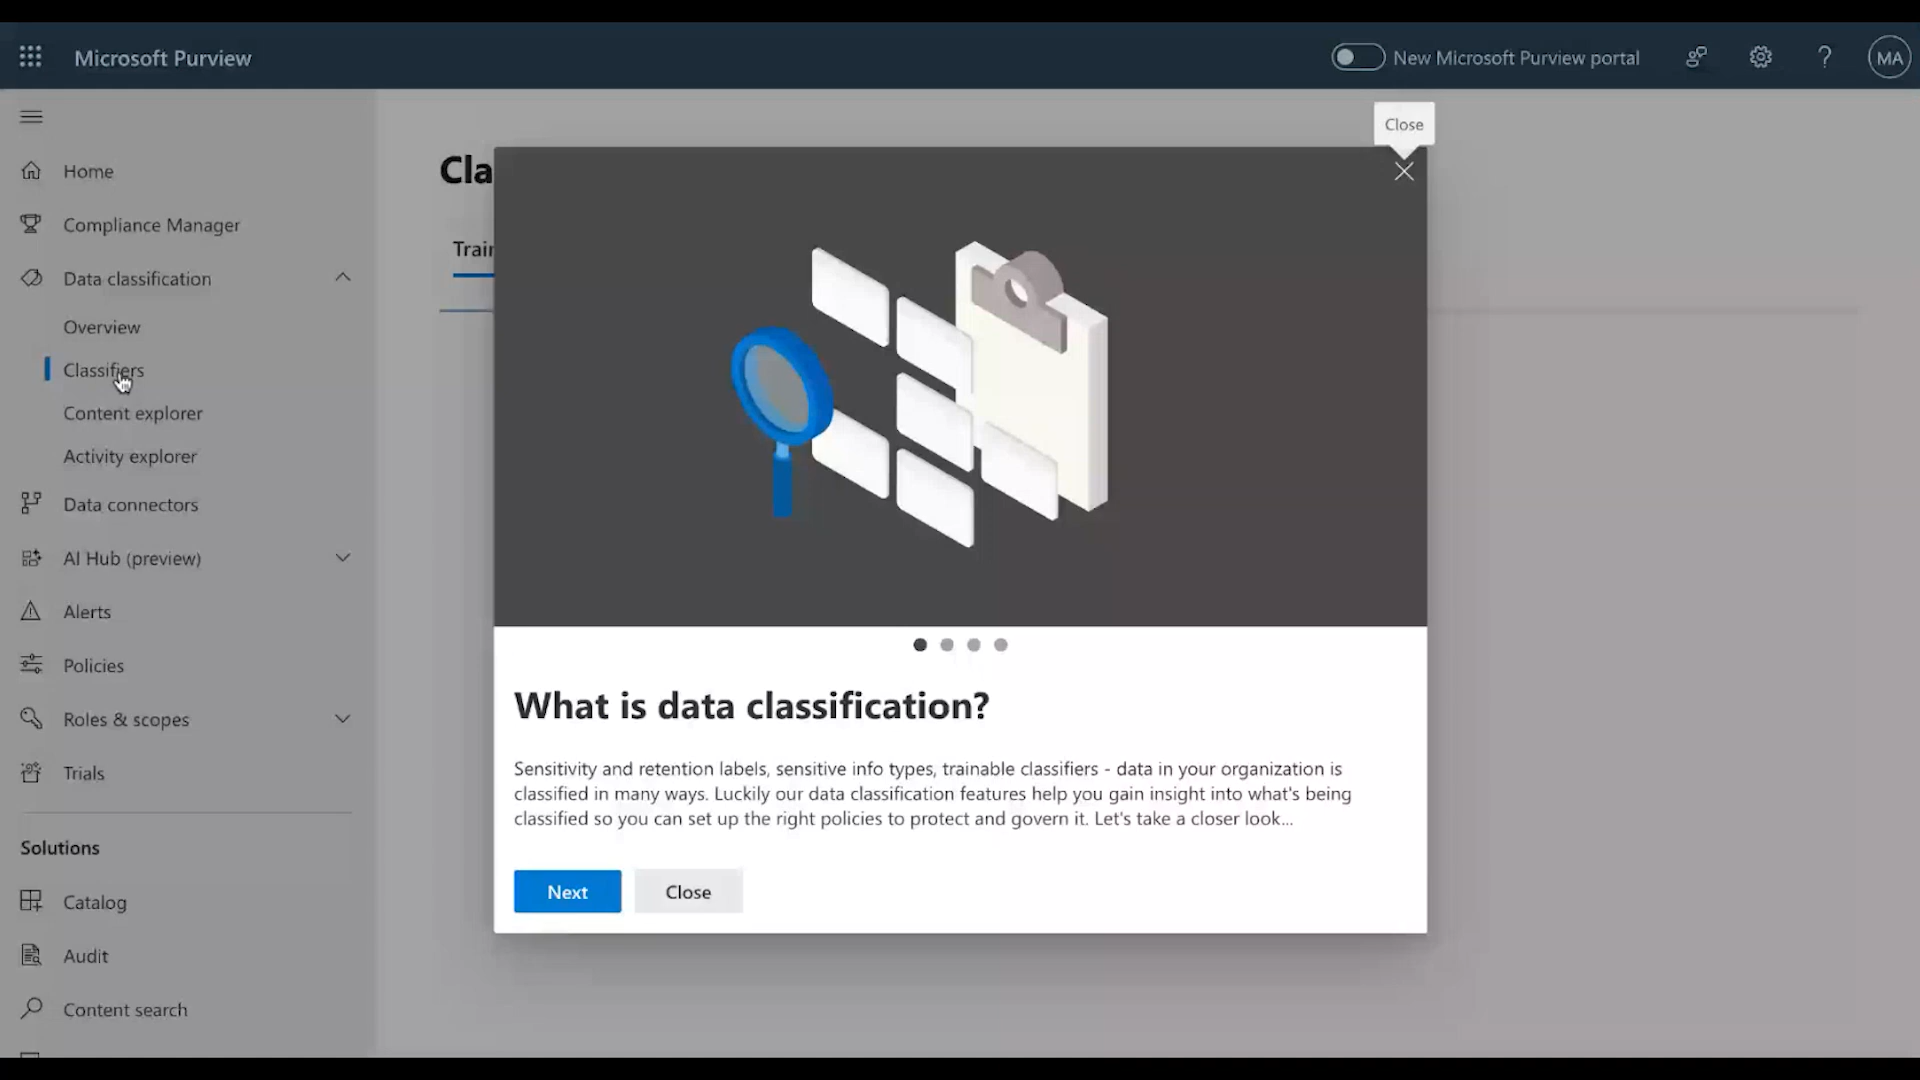 Microsoft Purview
New Microsoft Purview portal
?
MA
Close
Home
Compliance Manager
Data classification
Overview
Classifiers
Content explorer
Activity explorer
Data connectors
AI Hub (preview)
Alerts
Policies
Roles & scopes
Trials
Solutions
Catalog
Audit
Content search
Cla
Train
What is data classification?
Sensitivity and retention labels, sensitive info types, trainable classifiers - data in your organization is
classified in many ways. Luckily our data classification features help you gain insight into what's being
classified so you can set up the right policies to protect and govern it. Let's take a closer look...
Next
Close